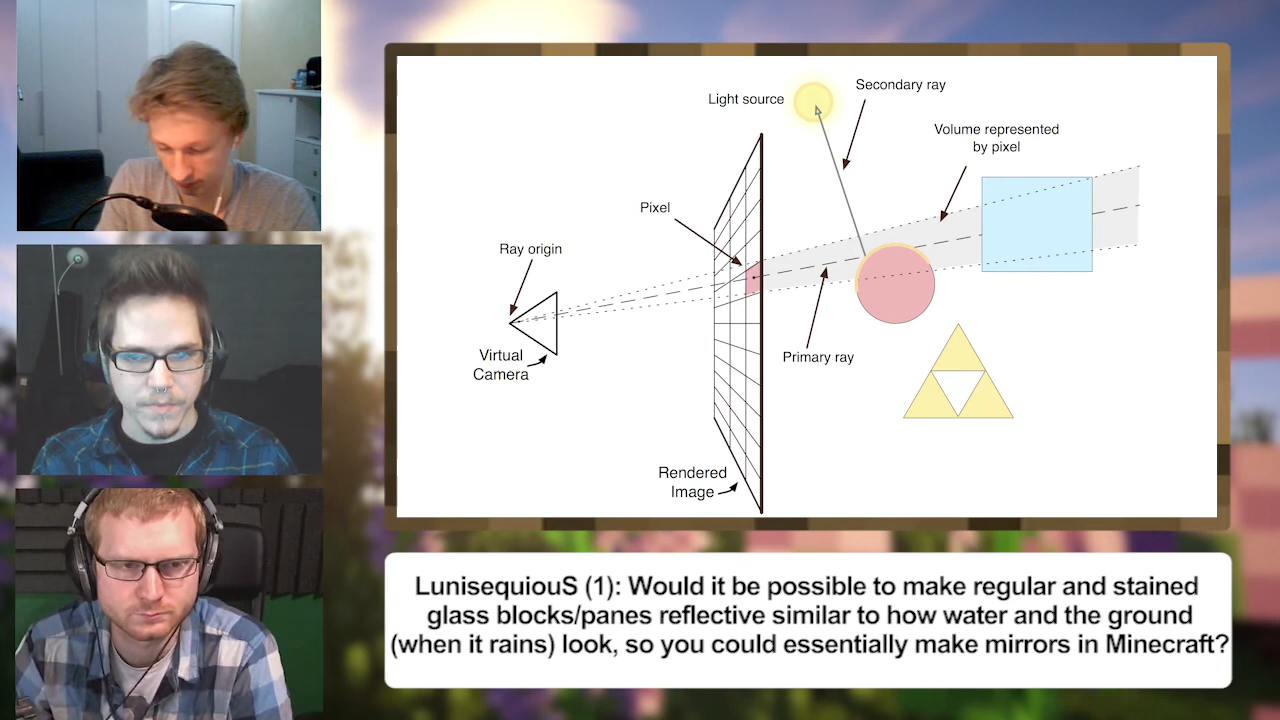 Light source
Secondary ray
Volume represented
by pixel
Pixel
Ray origin
Virtual
Camera
Primary ray
Rendered
Image
LunisequiouS (1): Would it be possible to make regular and stained
glass blocks/panes reflective similar to how water and the ground
(when it rains) look, so you could essentially make mirrors in Minecraft?